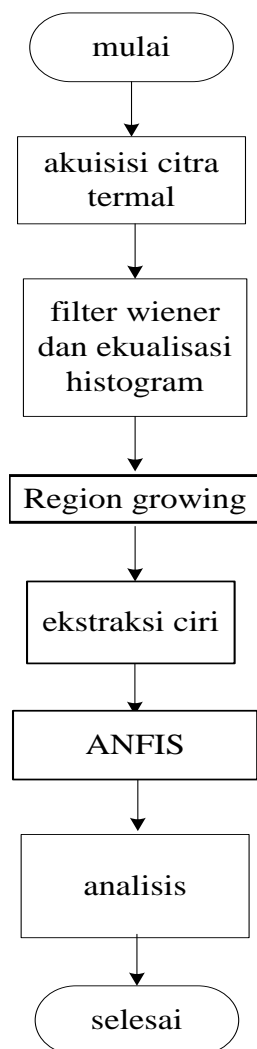 mulai
akuisisi citra
termal
filter wiener
dan ekualisasi
histogram
Region growing
ekstraksi ciri
ANFIS
analisis
selesai